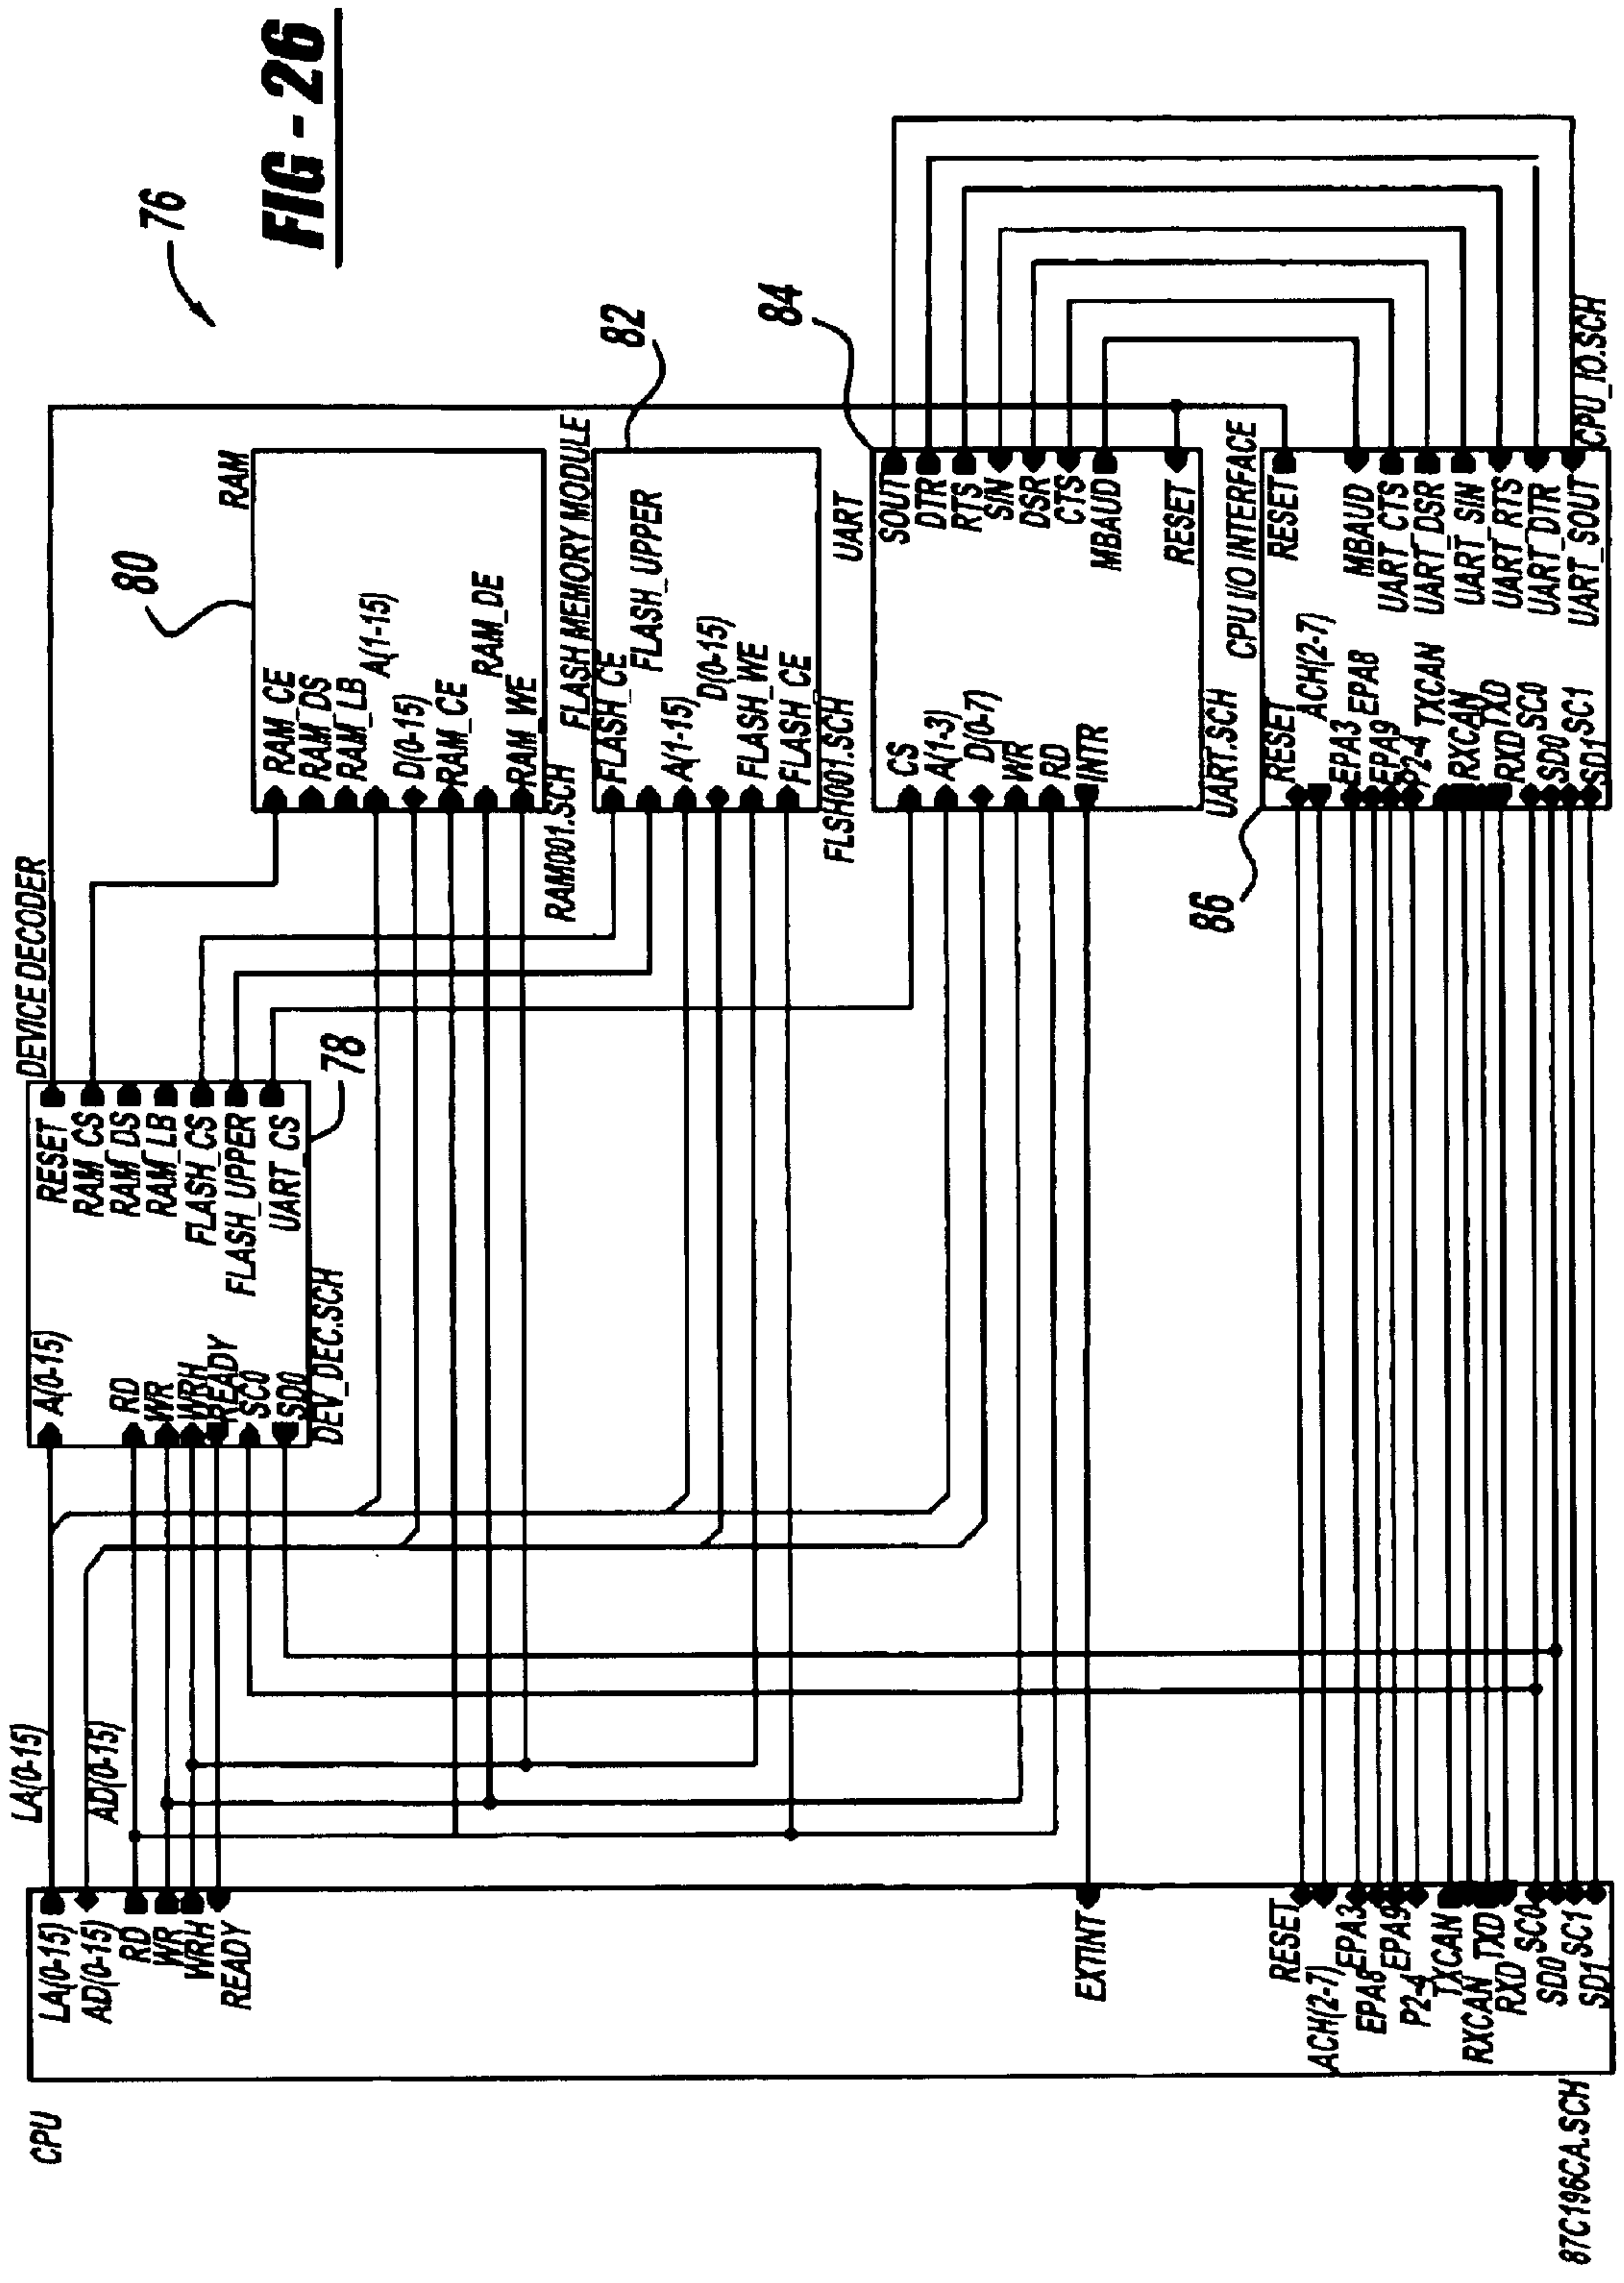 FIG - 26
76
CPU
LA(0-15)
AD(0-15)
RD
WR
WRH
READY
EXTINT
RESET
ACH(2-7)
EPA3
EPA8
EPA9
P2-4
TXCAN
RXCAN
TXD
RXD
SC0
SD0
SC1
SD1
87C196CA.SCH
LA(0-15)
AD(0-15)
DEVICE DECODER
A(0-15)
RD
WR
WRH
READY
SC0
SD0
RESET
RAM_CS
RAM_DS
RAM_LB
FLASH_CS
FLASH_UPPER
UART_CS
DEV_DEC.SCH
78
RAM
80
RAM_CE
RAM_DS
RAM_LB
A(1-15)
D(0-15)
RAM_CE
RAM_DE
RAM_WE
RAM001.SCH
FLASH MEMORY MODULE
82
FLASH_CE
FLASH_UPPER
A(1-15)
D(0-15)
FLASH_WE
FLASH_CE
FLSH001.SCH
UART
84
CS
A(1-3)
D(0-7)
WR
RD
INTR
SOUT
DTR
RTS
SIN
DSR
CTS
MBAUD
RESET
UART.SCH
CPU I/O INTERFACE
86
RESET
ACH(2-7)
EPA3
EPA8
EPA9
P2-4
TXCAN
RXCAN
TXD
RXD
SC0
SD0
SC1
SD1
RESET
MBAUD
UART_CTS
UART_DSR
UART_SIN
UART_RTS
UART_DTR
UART_SOUT
CPU_IO.SCH